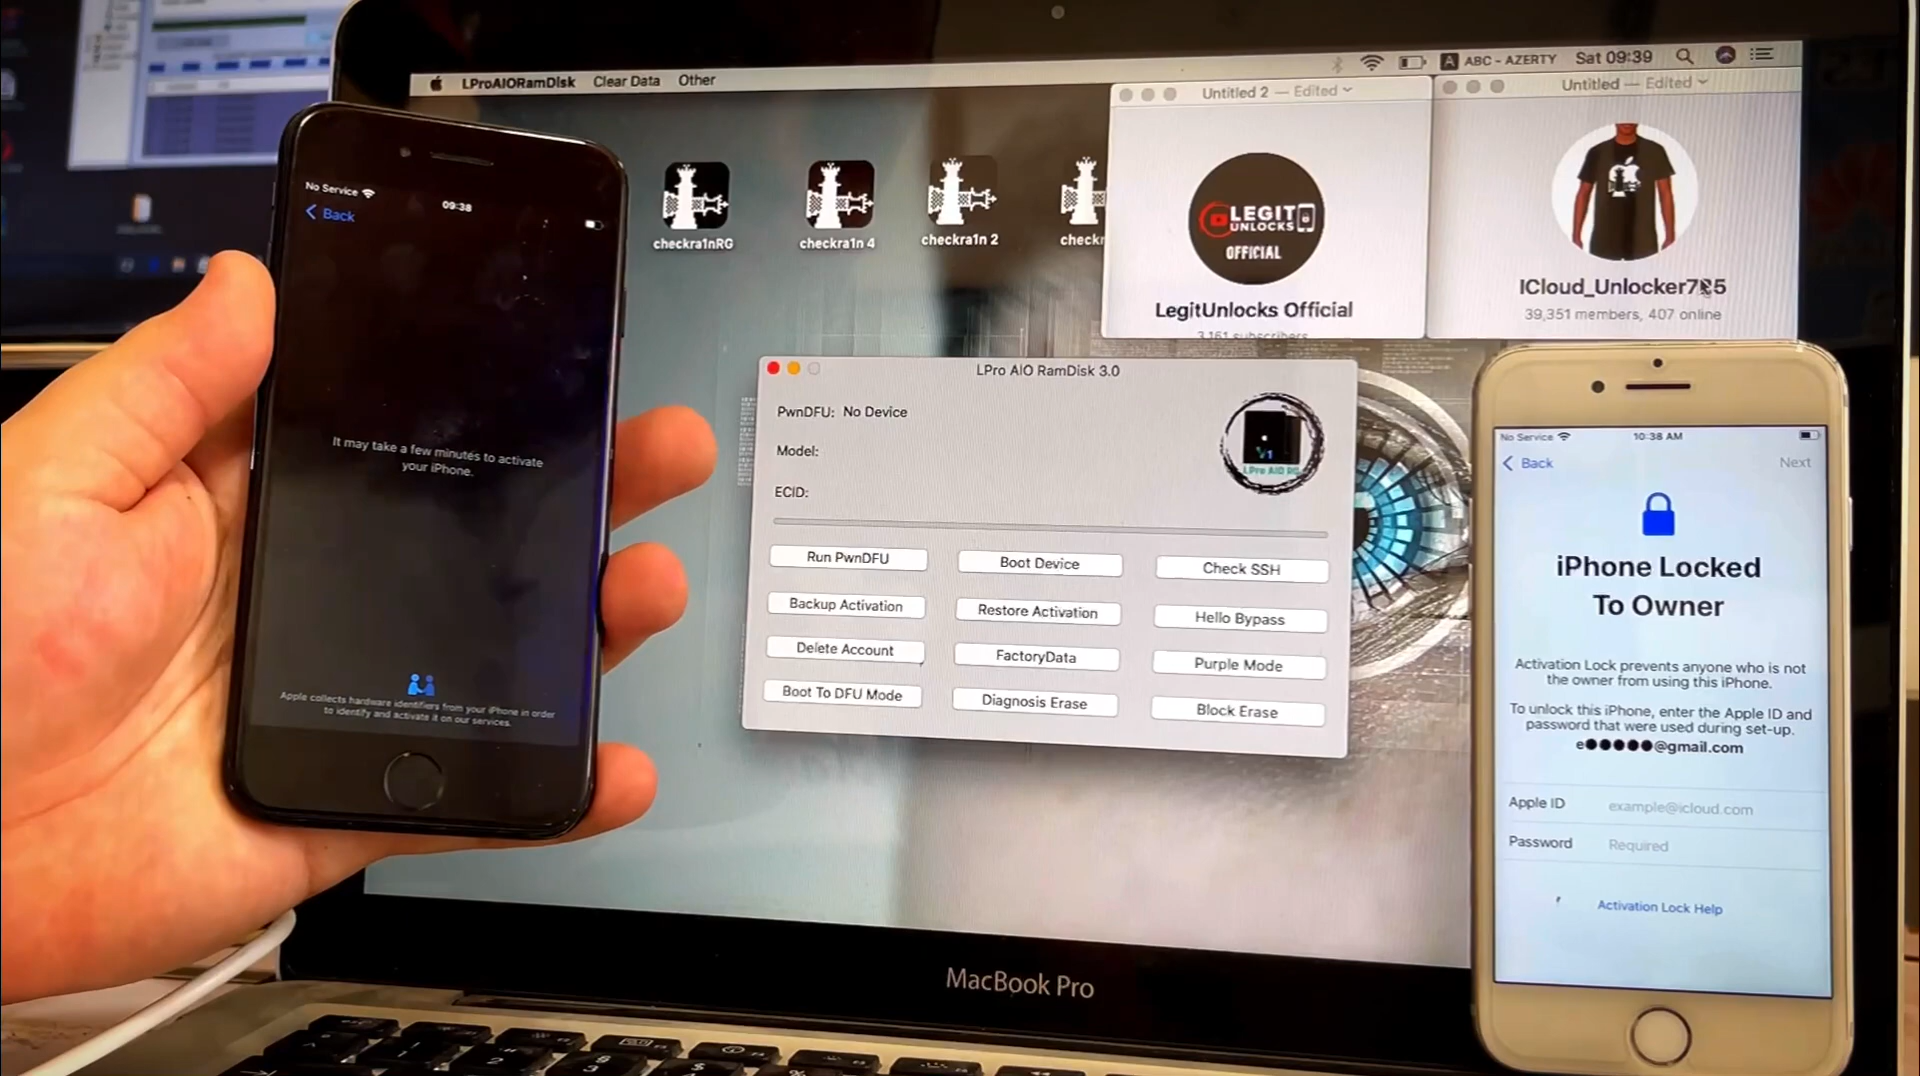 LProAIORamDisk Clear Data Other
ABC - AZERTY Sat 09:39
Untitled 2 — Edited
Untitled — Edited
LEGIT
UNLOCKS
OFFICIAL
LegitUnlocks Official
3,161 subscribers
39,351 members, 407 online
checkra1nRG
checkra1n 4
checkra1n 2
checkr
No Service
09:38
Back
It may take a few minutes to activate
your iPhone.
Apple collects hardware identifiers from your iPhone in order
to identify and activate it on our services.
LPro AIO RamDisk 3.0
PwnDFU: No Device
Model:
ECID:
V1
Run PwnDFU
Boot Device
Check SSH
Backup Activation
Restore Activation
Hello Bypass
Delete Account
FactoryData
Purple Mode
Boot To DFU Mode
Diagnosis Erase
Block Erase
No Service
10:38 AM
Back
Next
iPhone Locked
To Owner
Activation Lock prevents anyone who is not
the owner from using this iPhone.
To unlock this iPhone, enter the Apple ID and
password that were used during set-up.
e●●●●●@gmail.com
Apple ID example@icloud.com
Password Required
Activation Lock Help
MacBook Pro